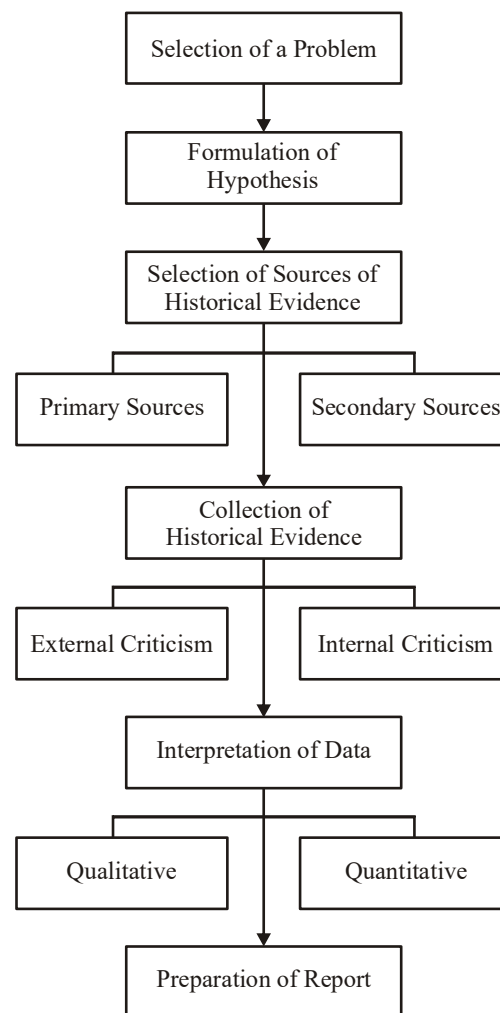 Selection of a Problem
Formulation of
Hypothesis
Selection of Sources of
Historical Evidence
Primary Sources
Secondary Sources
Collection of
Historical Evidence
External Criticism
Internal Criticism
Interpretation of Data
Qualitative
Quantitative
Preparation of Report